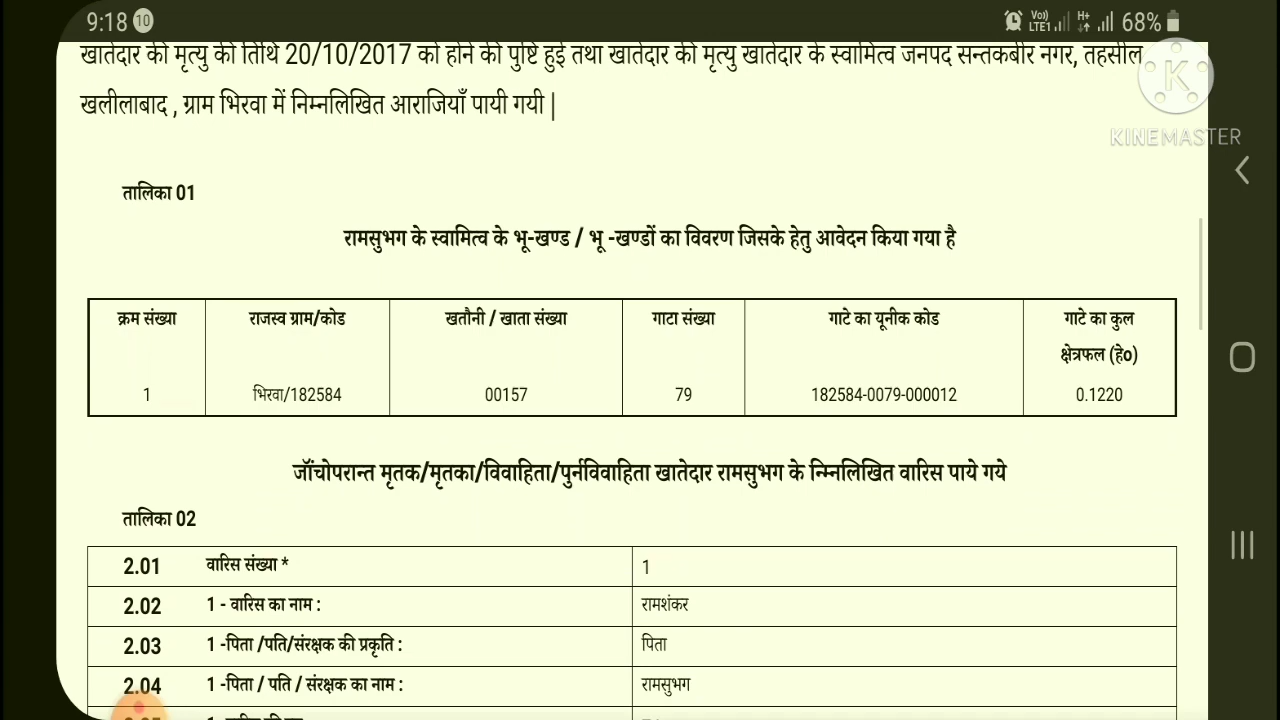 9:18 10 Vo)) LTE1 H+ 68%
खातेदार की मृत्यु की तिथि 20/10/2017 को होने की पुष्टि हुई तथा खातेदार की मृत्यु खातेदार के स्वामित्व जनपद सन्तकबीर नगर, तहसील
K
खलीलाबाद , ग्राम भिरवा में निम्नलिखित आराजियाँ पायी गयी |
KINEMASTER
तालिका 01
रामसुभग के स्वामित्व के भू-खण्ड / भू -खण्डों का विवरण जिसके हेतु आवेदन किया गया है
क्रम संख्या राजस्व ग्राम/कोड खतौनी / खाता संख्या गाटा संख्या गाटे का यूनीक कोड गाटे का कुल
क्षेत्रफल (हे0)
1 भिरवा/182584 00157 79 182584-0079-000012 0.1220
जॉंचोपरान्त मृतक/मृतका/विवाहिता/पुर्नविवाहिता खातेदार रामसुभग के न्म्निलिखित वारिस पाये गये
तालिका 02
2.01 वारिस संख्या * 1
2.02 1 - वारिस का नाम : रामशंकर
2.03 1 -पिता /पति/संरक्षक की प्रकृति : पिता
2.04 1 -पिता / पति / संरक्षक का नाम : रामसुभग